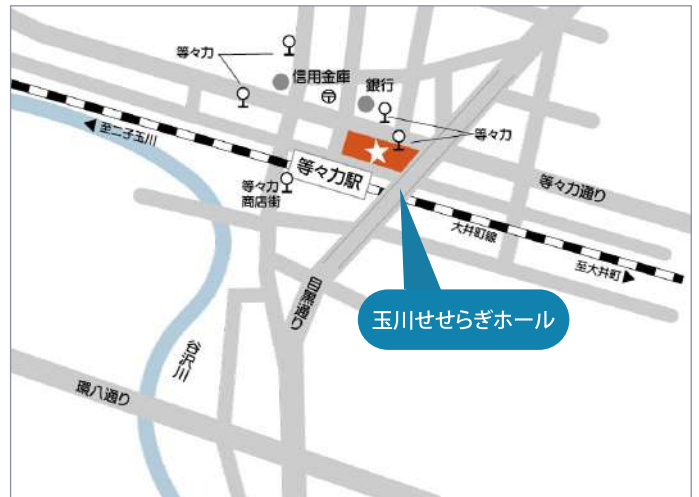 等々力
信用金庫
銀行
等々力
至二子玉川
等々力駅
等々力
商店街
等々力通り
大井町線
至大井町
目黒通り
玉川せせらぎホール
谷沢川
環八通り